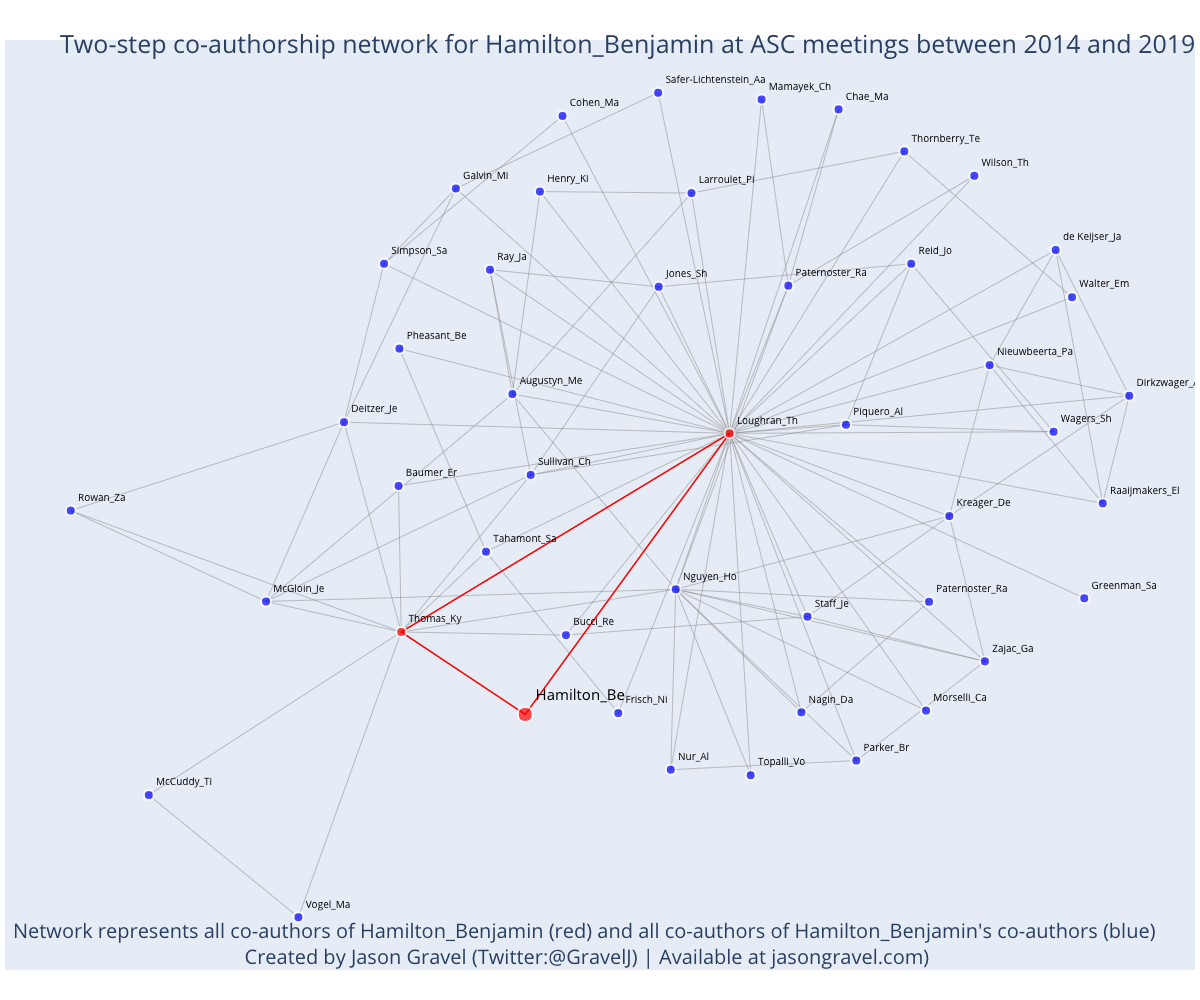 Two-step co-authorship network for Hamilton_Benjamin at ASC meetings between 2014 and 2019
Safer-Lichtenstein_Aa
Mamayek_Ch
Chae_Ma
Cohen_Ma
Thornberry_Te
Wilson_Th
Galvin_Mi
Henry_Ki
Larroulet_Pi
de Keijser_Ja
Simpson_Sa
Ray_Ja
Reid_Jo
Jones_Sh
Paternoster_Ra
Walter_Em
Pheasant_Be
Nieuwbeerta_Pa
Augustyn_Me
Dirkzwager_A
Deitzer_Je
Loughran_Th
Piquero_Al
Wagers_Sh
Baumer_Er
Sullivan_Ch
Rowan_Za
Raaijmakers_El
Kreager_De
Tahamont_Sa
McGloin_Je
Nguyen_Ho
Greenman_Sa
Paternoster_Ra
Staff_Je
Thomas_Ky
Bucci_Re
Zajac_Ga
Hamilton_Be
Frisch_Ni
Nagin_Da
Morselli_Ca
Nur_Al
Topalli_Vo
Parker_Br
McCuddy_Ti
Vogel_Ma
Network represents all co-authors of Hamilton_Benjamin (red) and all co-authors of Hamilton_Benjamin's co-authors (blue)
Created by Jason Gravel (Twitter:@GravelJ) | Available at jasongravel.com)